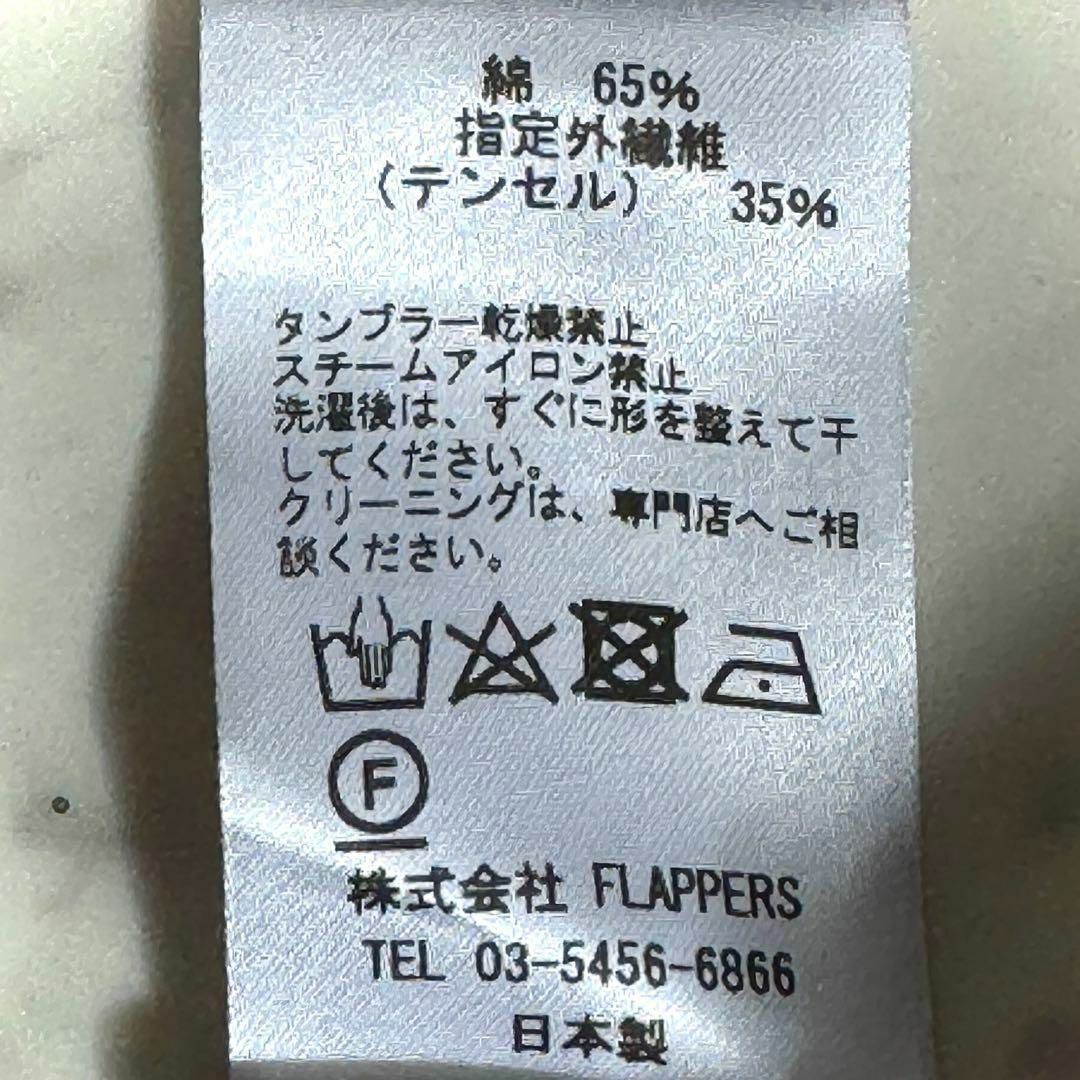 綿 65%
指定外繊維
(テンセル) 35%
タンブラー乾燥禁止
スチームアイロン禁止
洗濯後は、すぐに形を整えて干
してください。
クリーニングは、専門店へご相
談ください。
F
株式会社 FLAPPERS
TEL 03-5456-6866
日本製